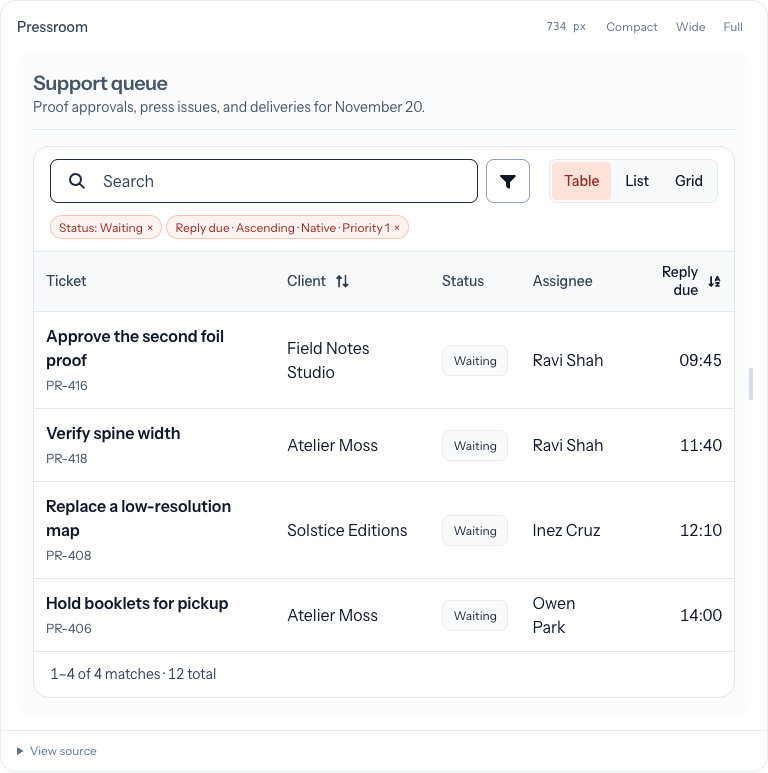 Pressroom
734 px Compact Wide Full
Support queue
Proof approvals, press issues, and deliveries for November 20.
Search
Table List Grid
Status: Waiting × Reply due · Ascending · Native · Priority 1 ×
Ticket Client Status Assignee Reply due
Approve the second foil proof
PR-416
Field Notes Studio
Waiting
Ravi Shah
09:45
Verify spine width
PR-418
Atelier Moss
Waiting
Ravi Shah
11:40
Replace a low-resolution map
PR-408
Solstice Editions
Waiting
Inez Cruz
12:10
Hold booklets for pickup
PR-406
Atelier Moss
Waiting
Owen Park
14:00
1–4 of 4 matches · 12 total
View source